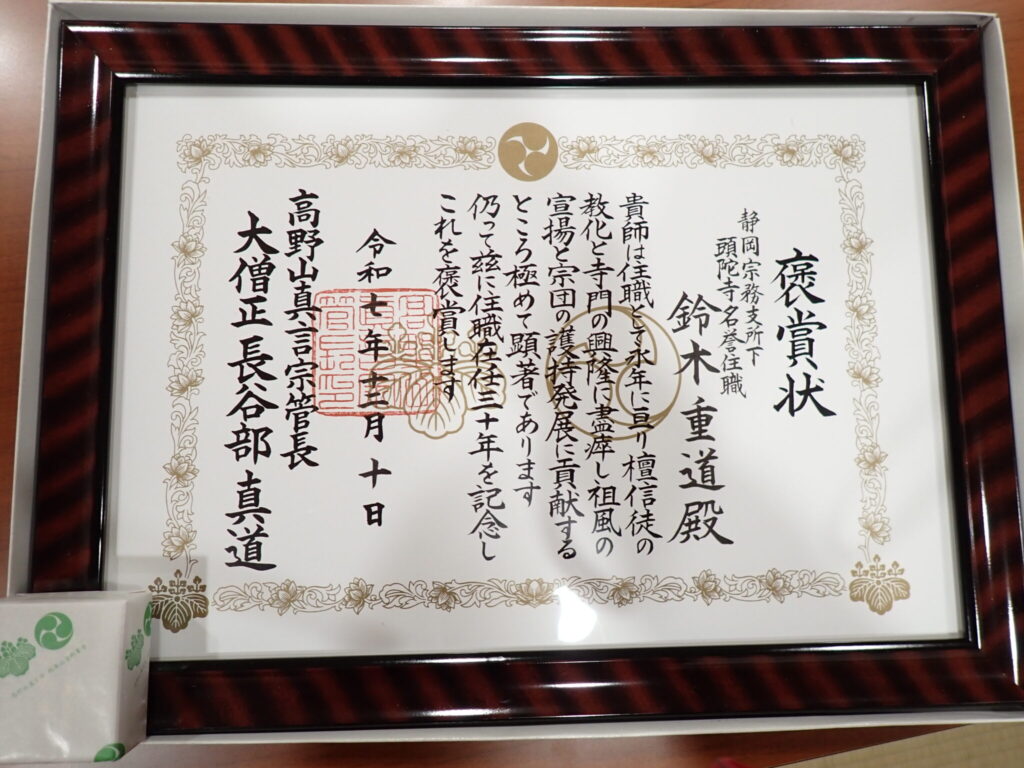 褒賞状
静岡宗務支所下
頭陀寺名誉住職
鈴木重道殿
貴師は住職として永年に亘り檀信徒の
教化と寺門の興隆に盡瘁し祖風の
宣揚と宗団の護持発展に貢献する
ところ極めて顕著であります
仍って茲に住職在任三十年を記念し
これを褒賞します
令和七年十二月十日
高野山真言宗管長
大僧正長谷部真道